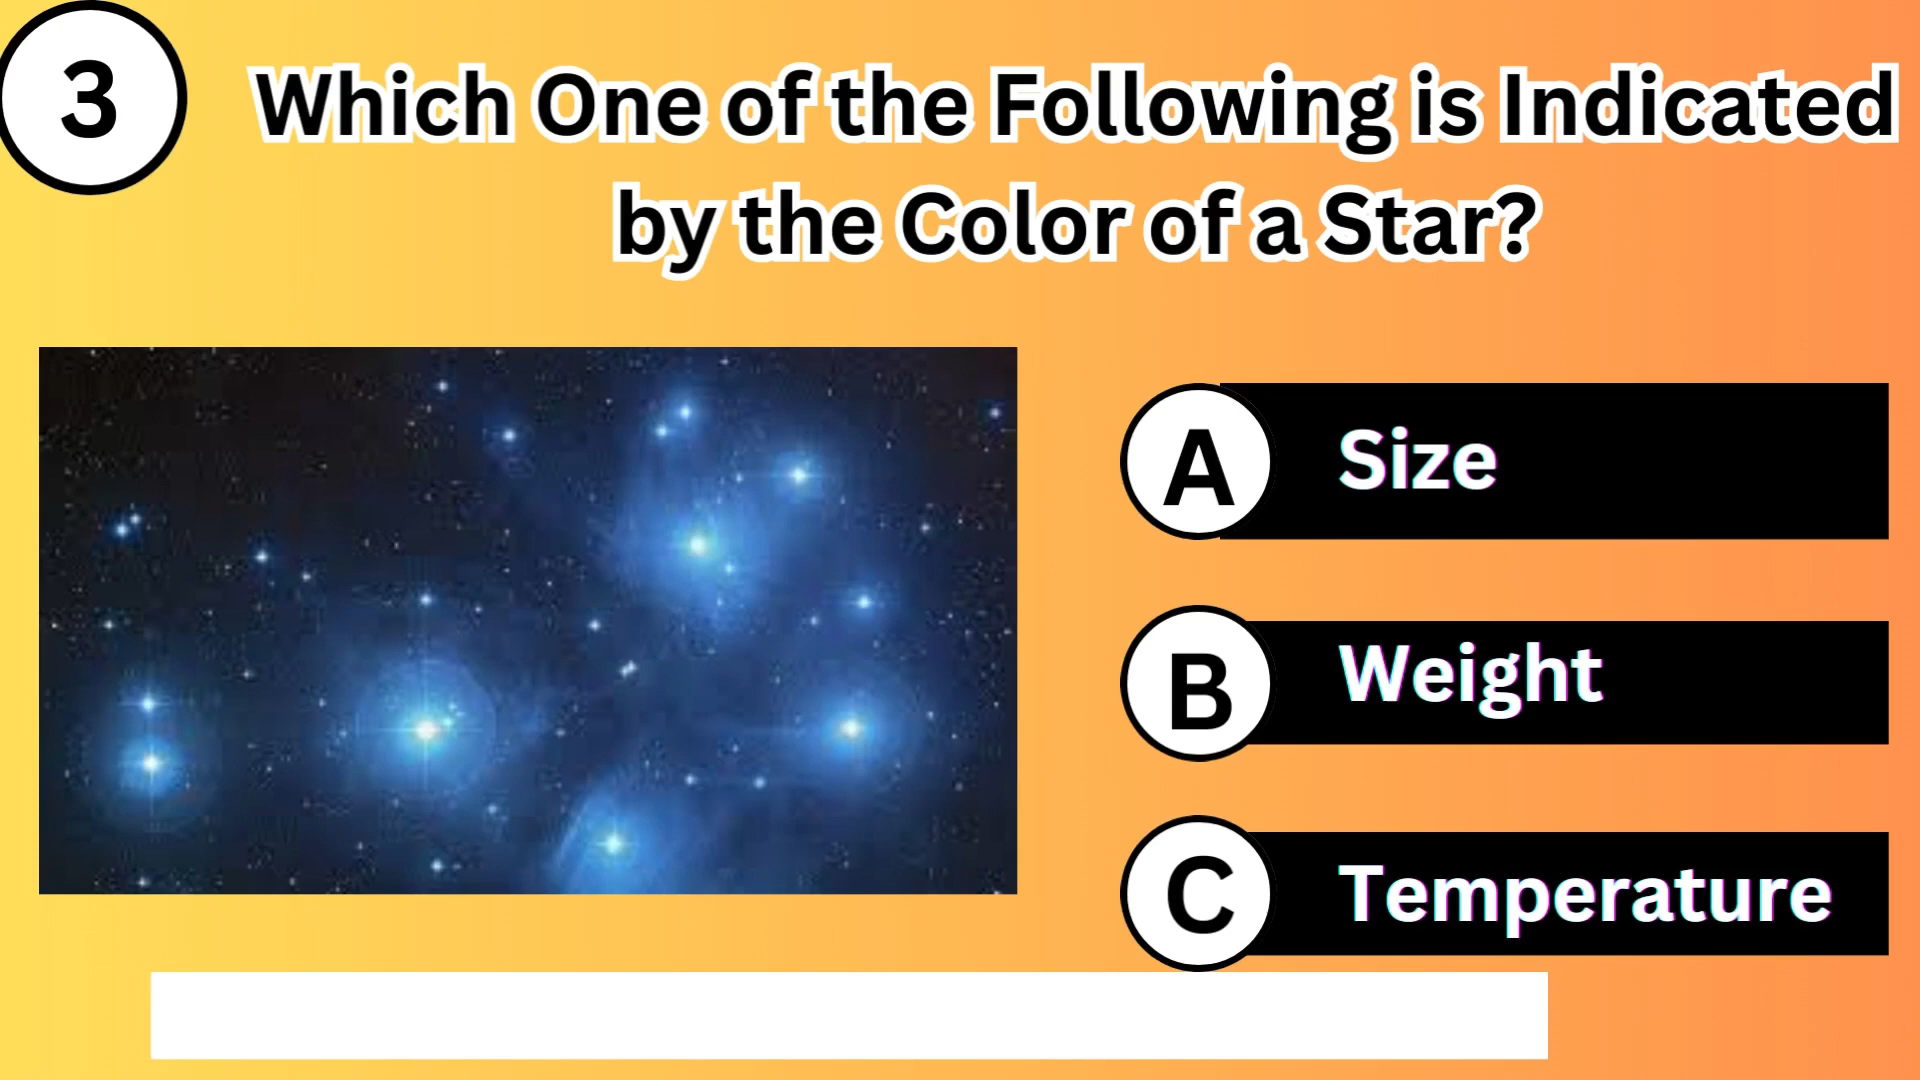 3
Which One of the Following is Indicated
by the Color of a Star?
A
Size
B
Weight
C
Temperature